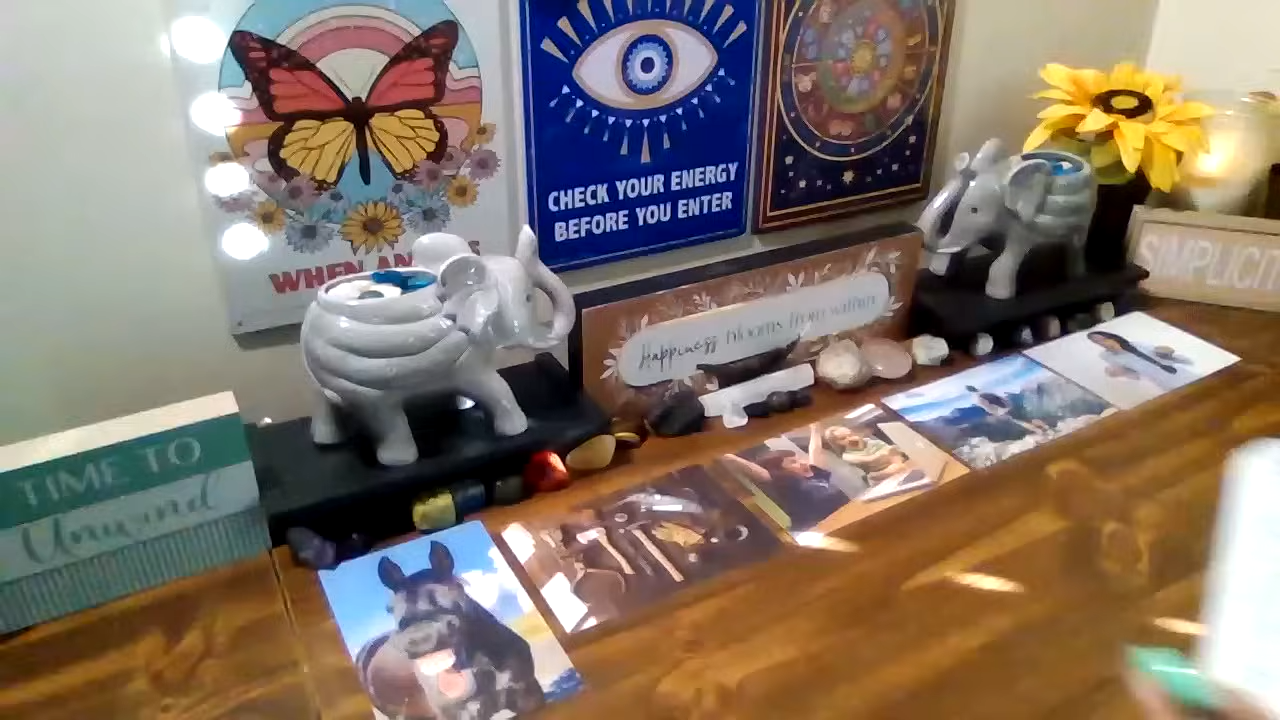 WHEN AN
CHECK YOUR ENERGY
BEFORE YOU ENTER
Happiness blooms from within
SIMPLICIT
TIME TO
Unwind